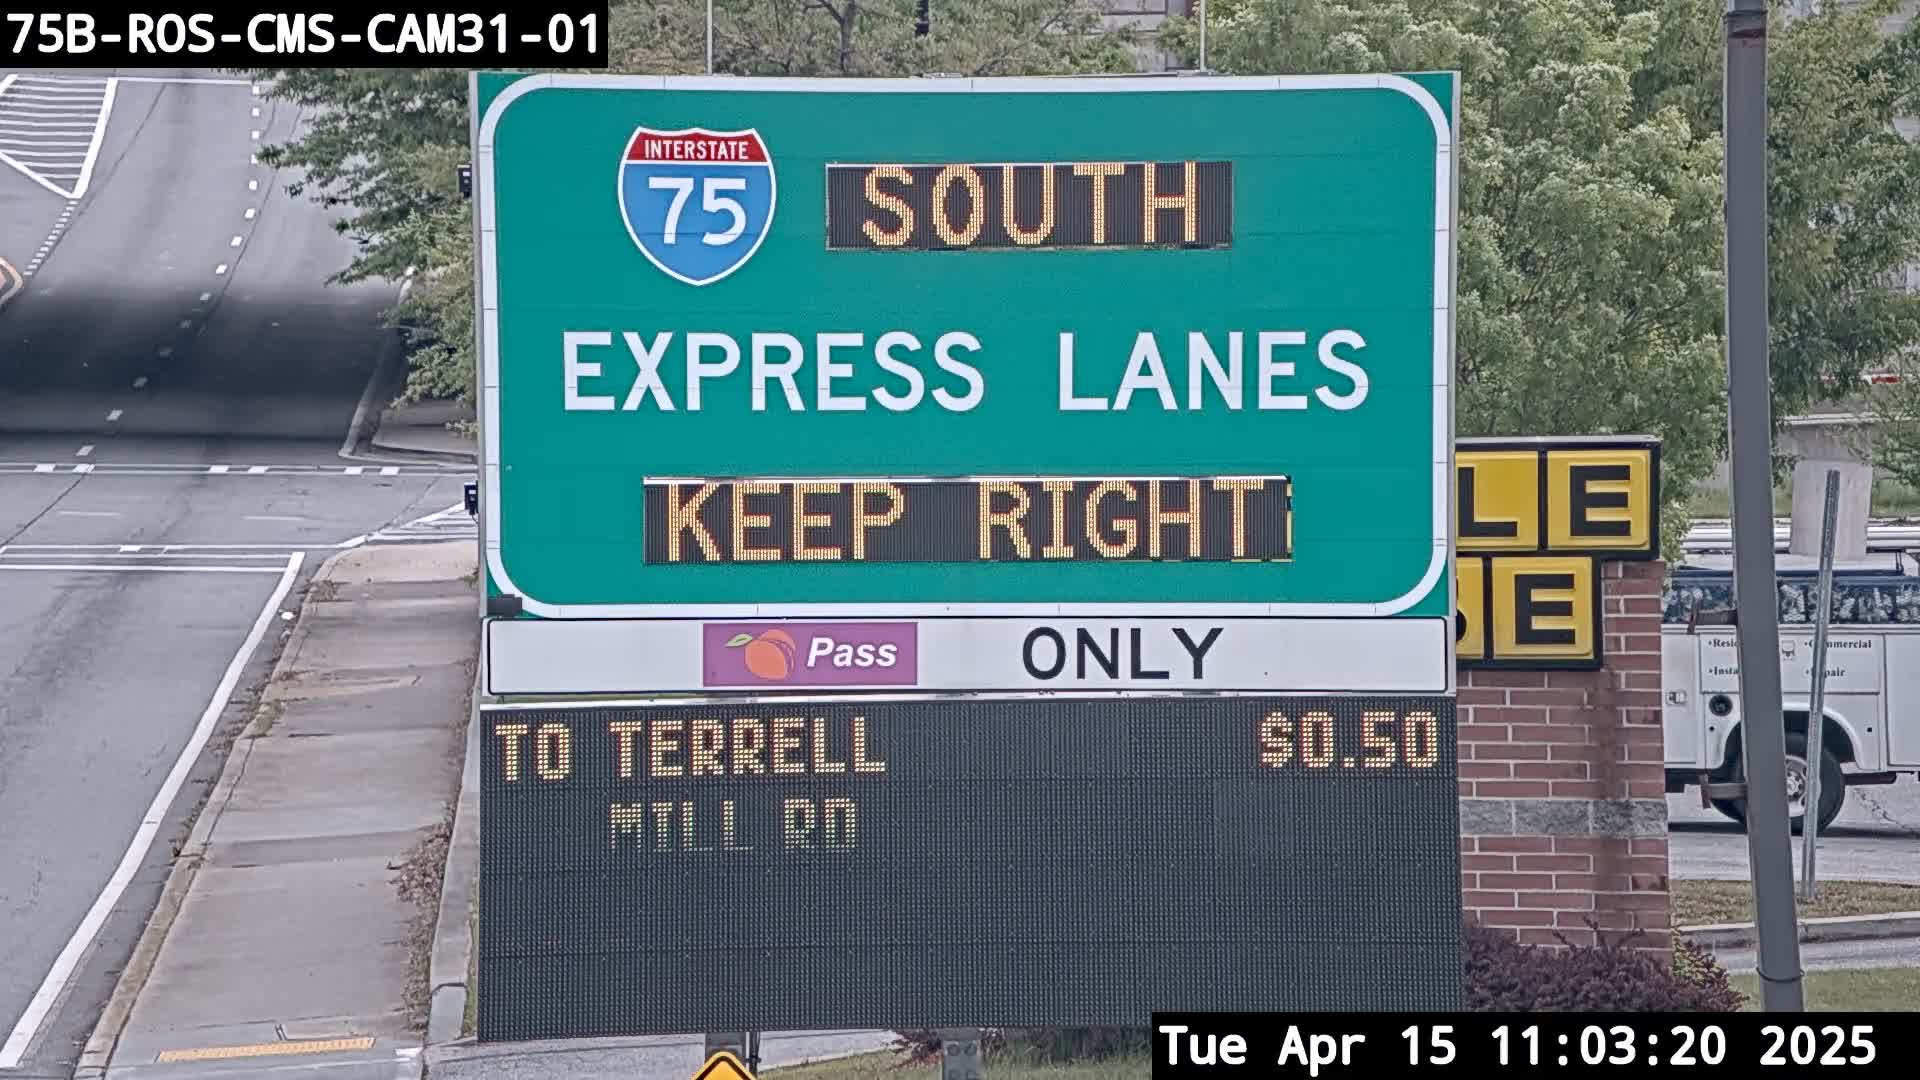 75B-ROS-CMS-CAM31-01
INTERSTATE
75
SOUTH
EXPRESS LANES
KEEP RIGHT
Pass ONLY
TO TERRELL $0.50
MILL RD
LE
E
Tue Apr 15 11:03:20 2025